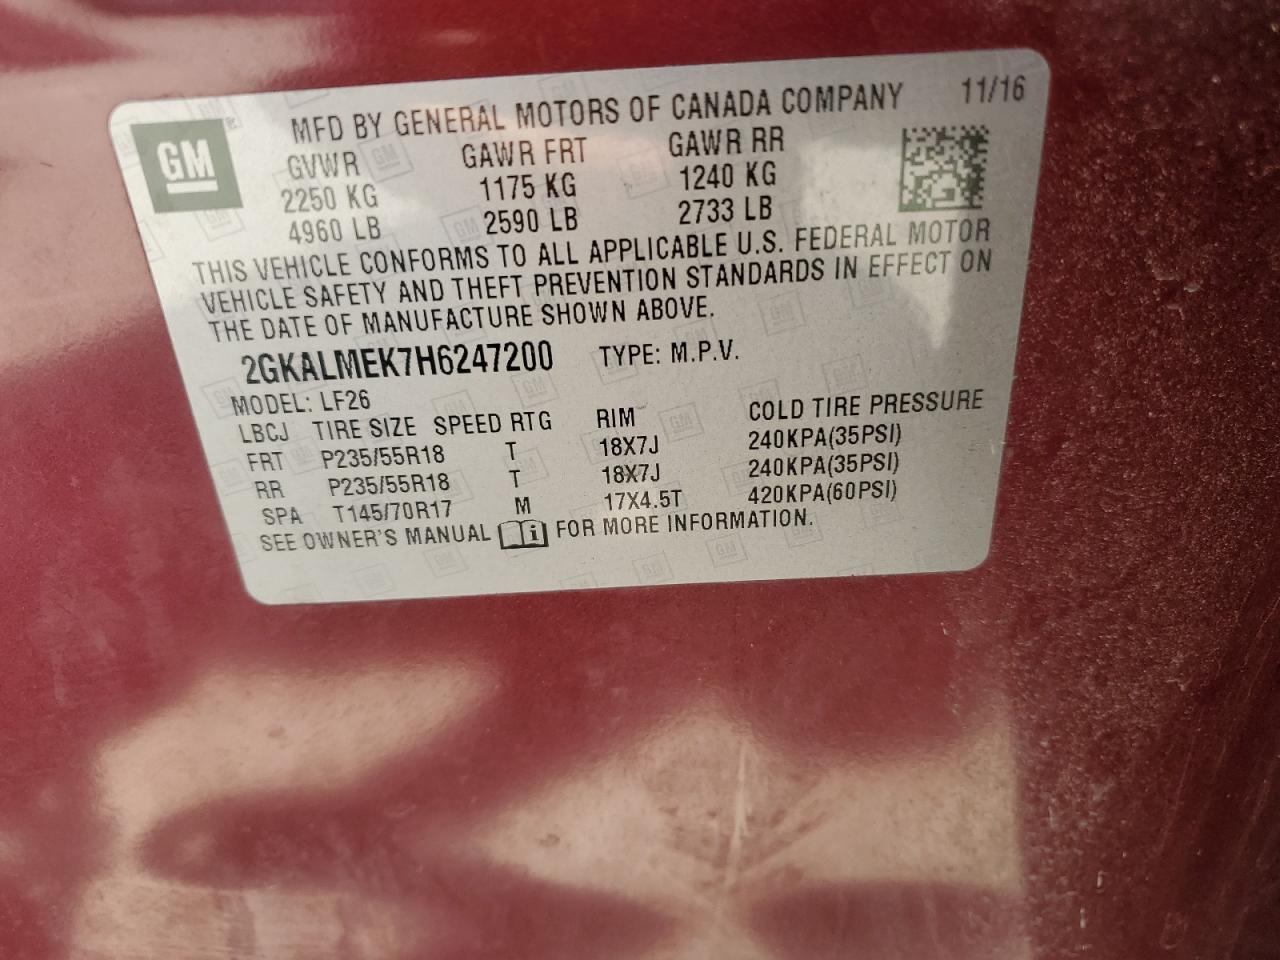 GM
MFD BY GENERAL MOTORS OF CANADA COMPANY 11/16
GVWR GAWR FRT GAWR RR
2250 KG 1175 KG 1240 KG
4960 LB 2590 LB 2733 LB
THIS VEHICLE CONFORMS TO ALL APPLICABLE U.S. FEDERAL MOTOR
VEHICLE SAFETY AND THEFT PREVENTION STANDARDS IN EFFECT ON
THE DATE OF MANUFACTURE SHOWN ABOVE.
2GKALMEK7H6247200 TYPE: M.P.V.
MODEL: LF26
LBCJ TIRE SIZE SPEED RTG RIM COLD TIRE PRESSURE
FRT P235/55R18 T 18X7J 240KPA(35PSI)
RR P235/55R18 T 18X7J 240KPA(35PSI)
SPA T145/70R17 M 17X4.5T 420KPA(60PSI)
SEE OWNER'S MANUAL i FOR MORE INFORMATION.